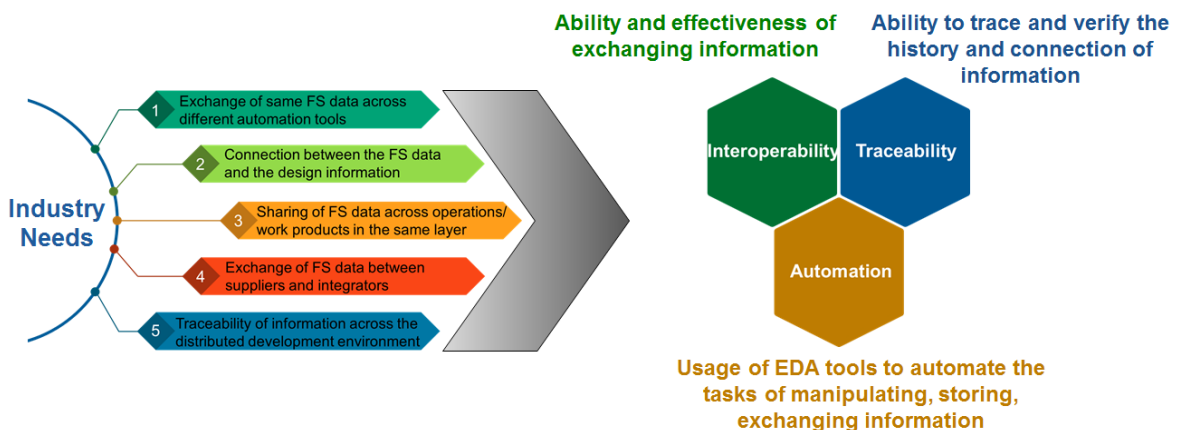 Industry
Needs
1
Exchange of same FS data across
different automation tools
2
Connection between the FS data
and the design information
3
Sharing of FS data across operations/
work products in the same layer
4
Exchange of FS data between
suppliers and integrators
5
Traceability of information across the
distributed development environment
Ability and effectiveness of
exchanging information
Ability to trace and verify the
history and connection of
information
Interoperability
Traceability
Automation
Usage of EDA tools to automate the
tasks of manipulating, storing,
exchanging information